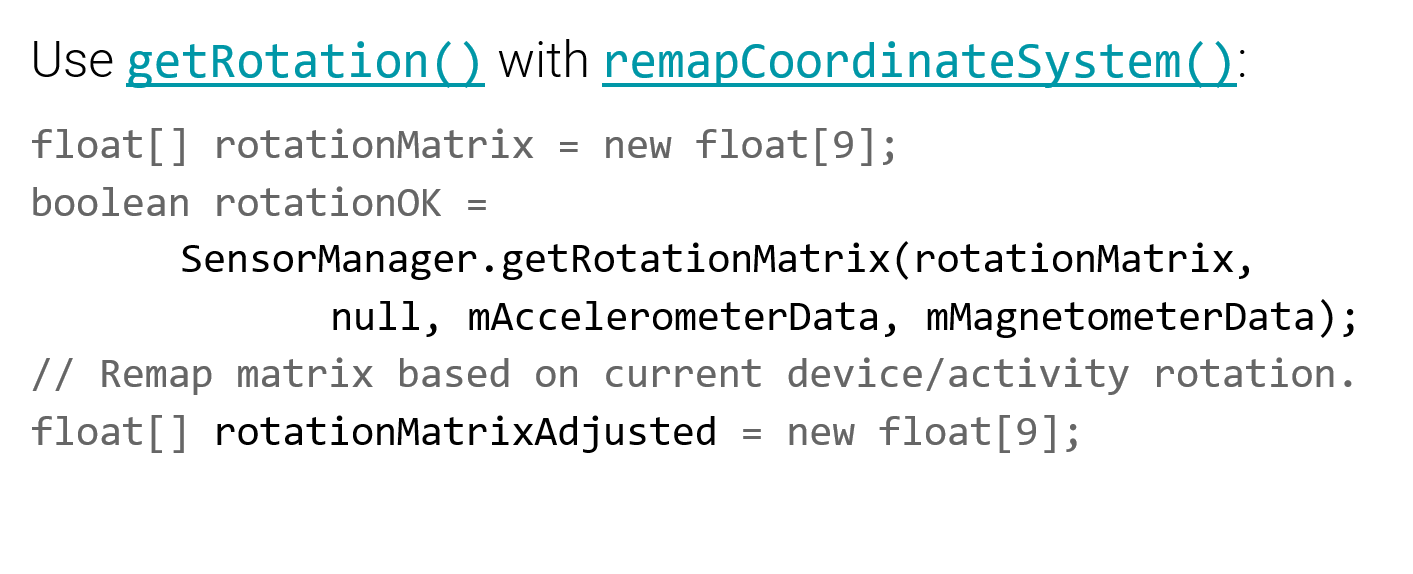 Use getRotation() with remapCoordinateSystem():
float[] rotationMatrix = new float[9];
boolean rotationOK =
SensorManager.getRotationMatrix(rotationMatrix,
null, mAccelerometerData, mMagnetometerData);
// Remap matrix based on current device/activity rotation.
float[] rotationMatrixAdjusted = new float[9];